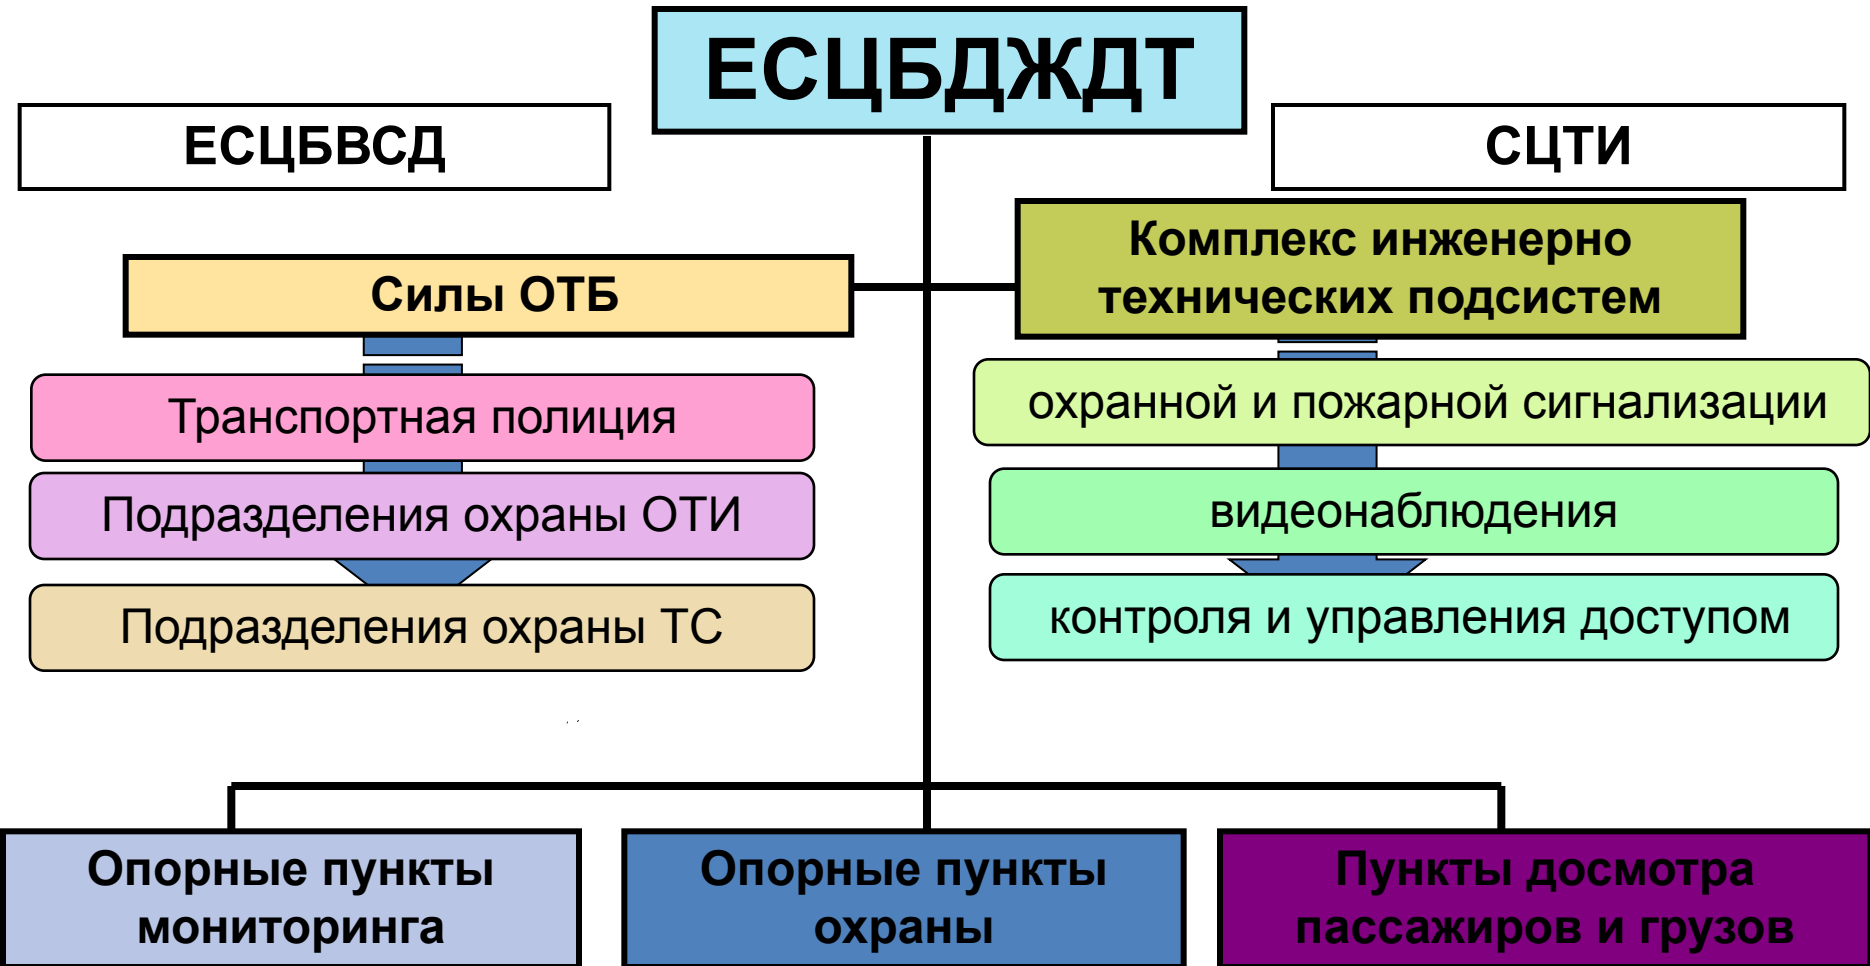 ЕСЦБДЖДТ
ЕСЦБВСД
СЦТИ
Силы ОТБ
Комплекс инженерно
технических подсистем
Транспортная полиция
Подразделения охраны ОТИ
Подразделения охраны ТС
охранной и пожарной сигнализации
видеонаблюдения
контроля и управления доступом
Опорные пункты
мониторинга
Опорные пункты
охраны
Пункты досмотра
пассажиров и грузов